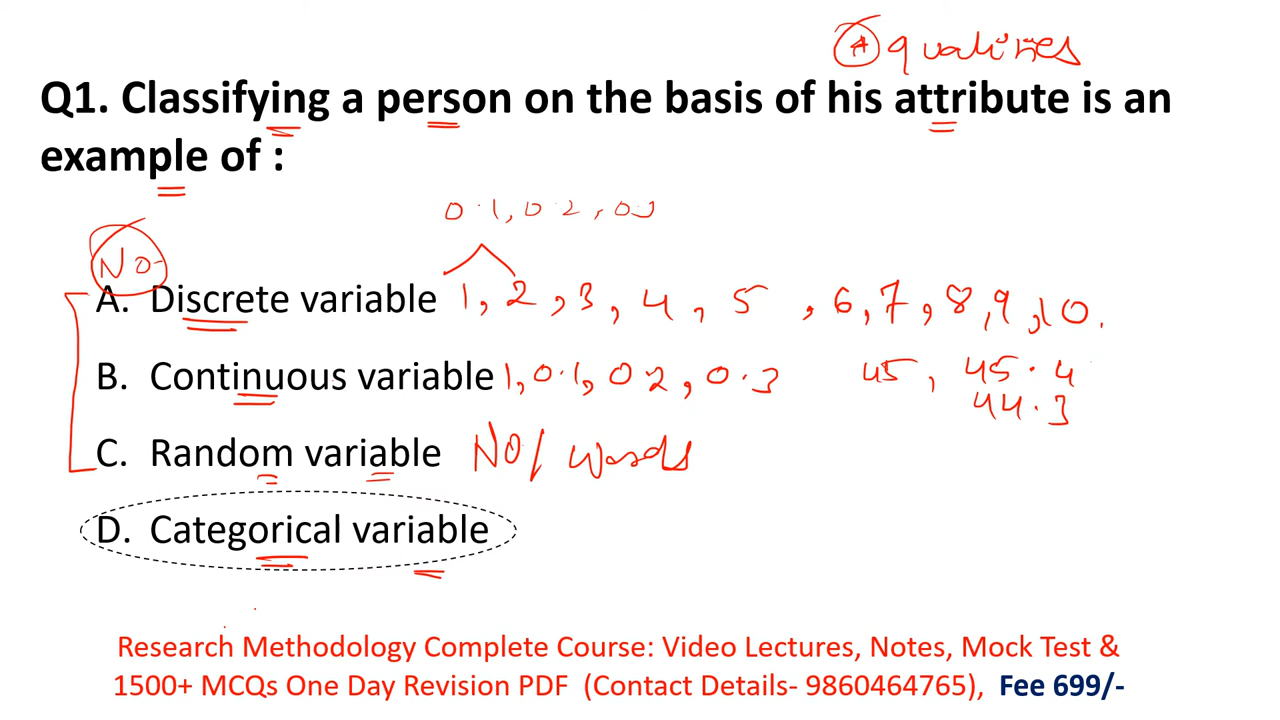 A qualities
Q1. Classifying a person on the basis of his attribute is an
example of :
0.1, 0.2, 0.3
No.
A. Discrete variable 1, 2, 3, 4, 5, 6, 7, 8, 9, 10.
B. Continuous variable 1, 0.1, 0.2, 0.3 45, 45.4
44.3
C. Random variable NO/ words
D. Categorical variable
Research Methodology Complete Course: Video Lectures, Notes, Mock Test &
1500+ MCQs One Day Revision PDF (Contact Details- 9860464765), Fee 699/-